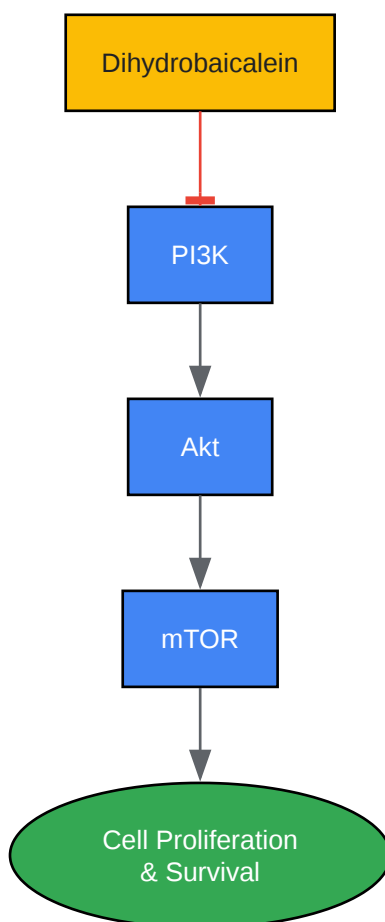 Dihydrobaicalein
PI3K
Akt
mTOR
Cell Proliferation
& Survival